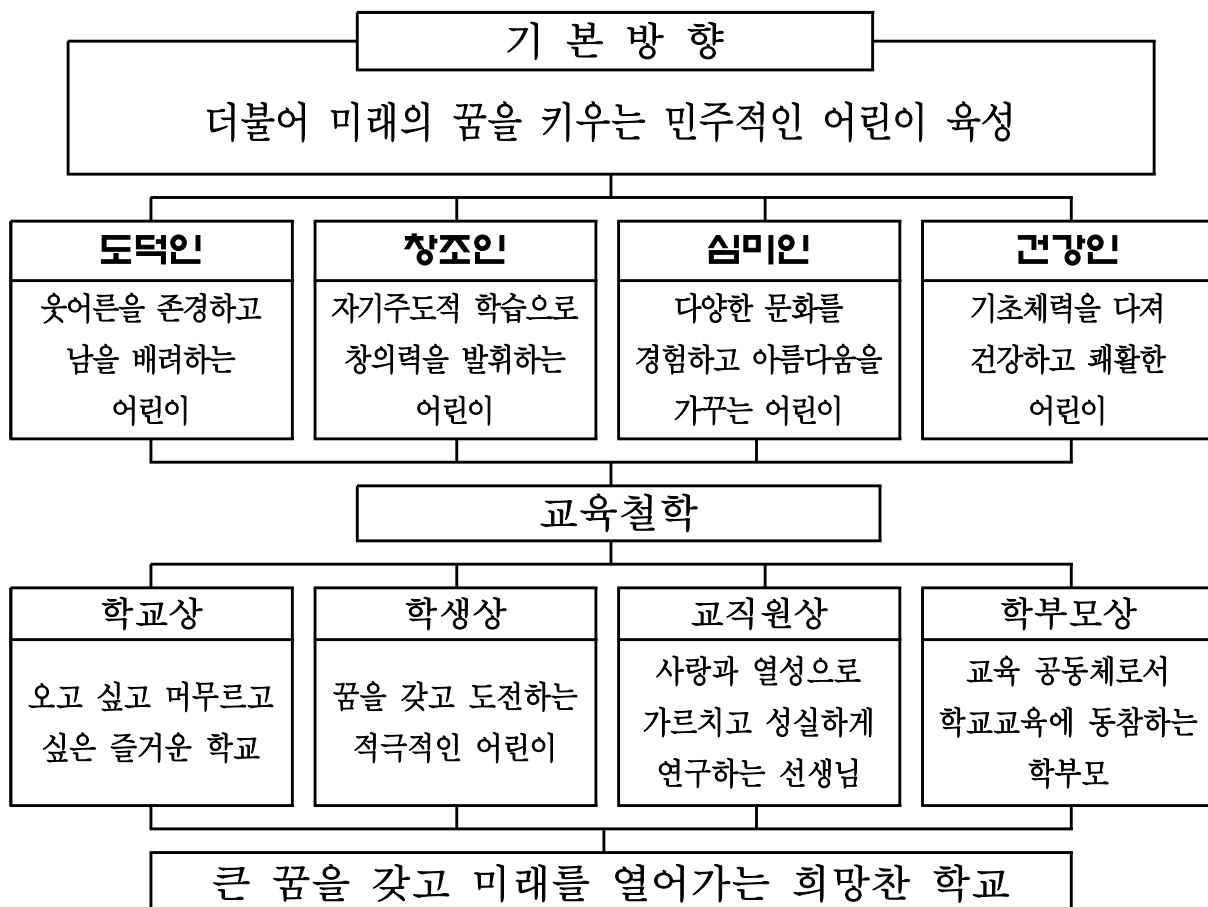 기 본 방 향
더불어 미래의 꿈을 키우는 민주적인 어린이 육성
도덕인
웃어른을 존경하고
남을 배려하는
어린이
창조인
자기주도적 학습으로
창의력을 발휘하는
어린이
심미인
다양한 문화를
경험하고 아름다움을
가꾸는 어린이
건강인
기초체력을 다져
건강하고 쾌활한
어린이
교육철학
학교상
오고 싶고 머무르고
싶은 즐거운 학교
학생상
꿈을 갖고 도전하는
적극적인 어린이
교직원상
사랑과 열성으로
가르치고 성실하게
연구하는 선생님
학부모상
교육 공동체로서
학교교육에 동참하는
학부모
큰 꿈을 갖고 미래를 열어가는 희망찬 학교